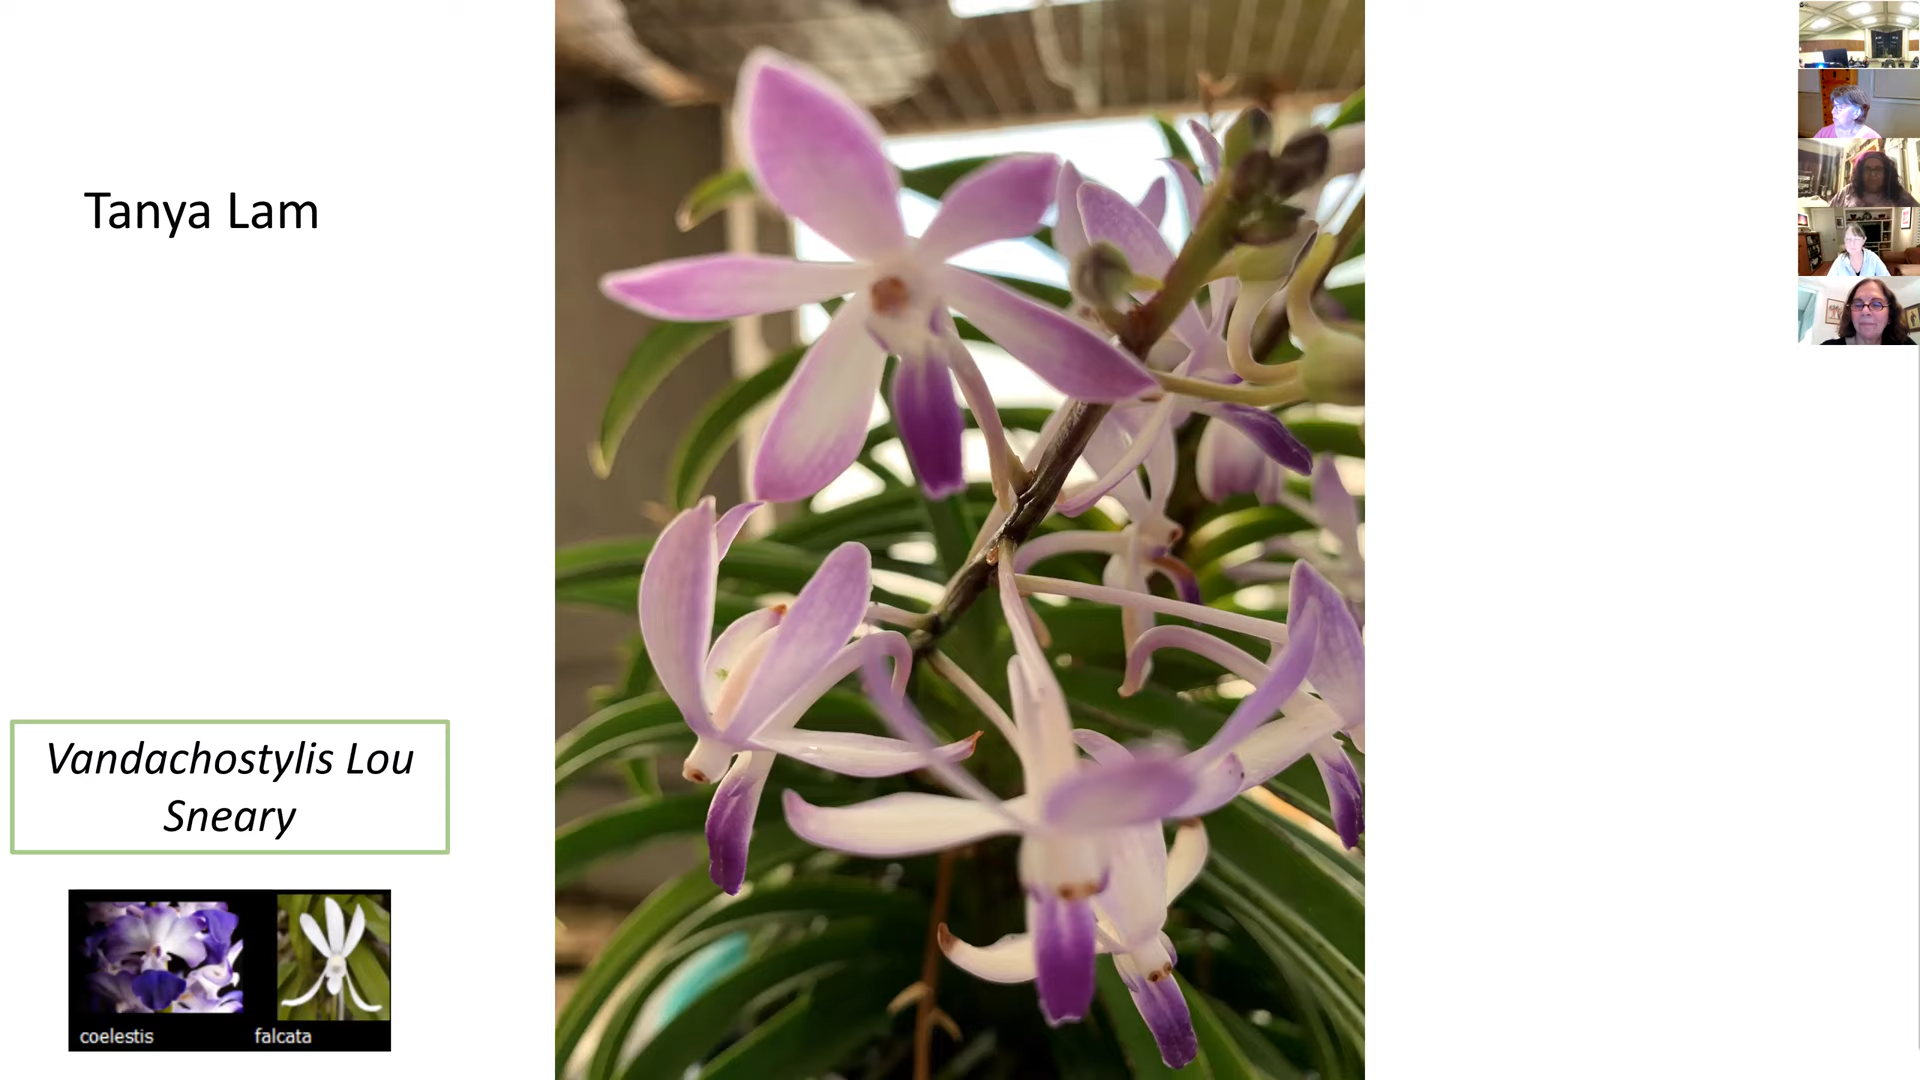 Tanya Lam
Vandachostylis Lou
Sneary
coelestis
falcata